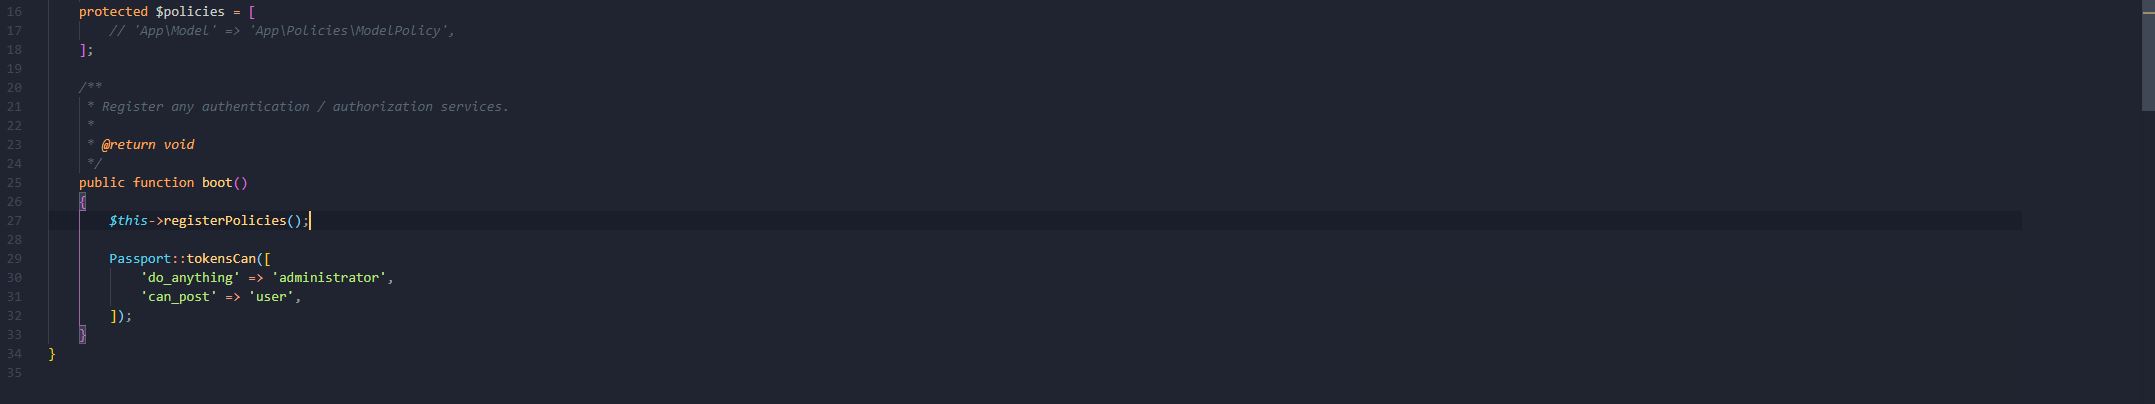 16 protected $policies = [
17 // 'App\Model' => 'App\Policies\ModelPolicy',
18 ];
19
20 /**
21 * Register any authentication / authorization services.
22 *
23 * @return void
24 */
25 public function boot()
26 {
27 $this->registerPolicies();
28
29 Passport::tokensCan([
30 'do_anything' => 'administrator',
31 'can_post' => 'user',
32 ]);
33 }
34 }
35